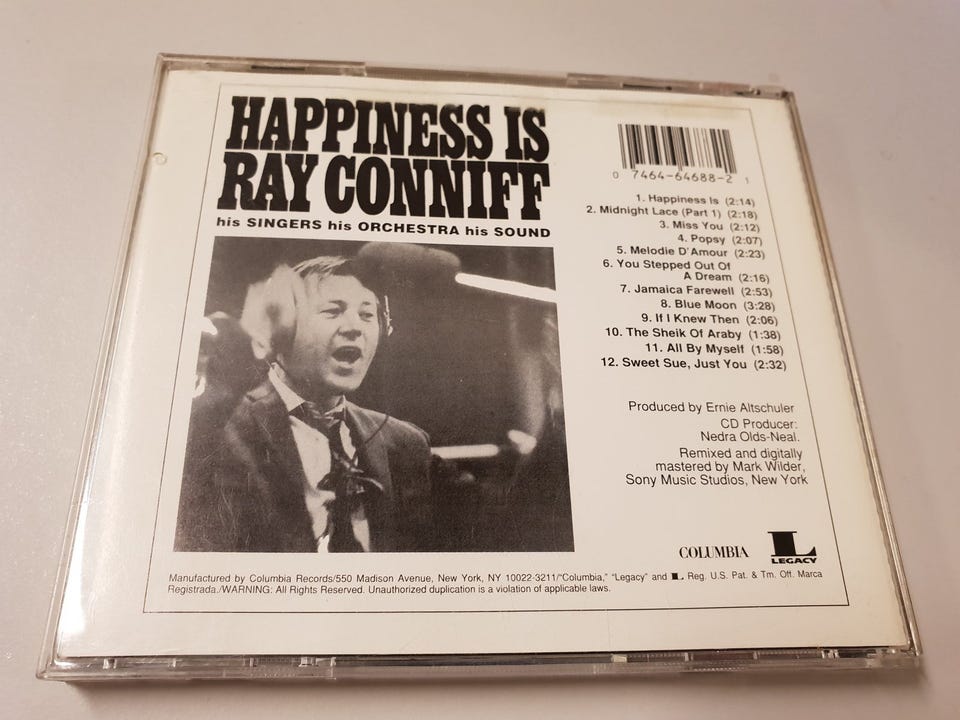 HAPPINESS IS
RAY CONNIFF
his SINGERS his ORCHESTRA his SOUND
0 7464-64688-2 1
1. Happiness Is (2:14)
2. Midnight Lace (Part 1) (2:18)
3. Miss You (2:12)
4. Popsy (2:07)
5. Melodie D'Amour (2:23)
6. You Stepped Out Of
A Dream (2:16)
7. Jamaica Farewell (2:53)
8. Blue Moon (3:28)
9. If I Knew Then (2:06)
10. The Sheik Of Araby (1:38)
11. All By Myself (1:58)
12. Sweet Sue, Just You (2:32)
Produced by Ernie Altschuler
CD Producer:
Nedra Olds-Neal.
Remixed and digitally
mastered by Mark Wilder,
Sony Music Studios, New York
COLUMBIA
L
LEGACY
Manufactured by Columbia Records/550 Madison Avenue, New York, NY 10022-3211/"Columbia," "Legacy" and L Reg. U.S. Pat. & Tm. Off. Marca
Registrada./WARNING: All Rights Reserved. Unauthorized duplication is a violation of applicable laws.